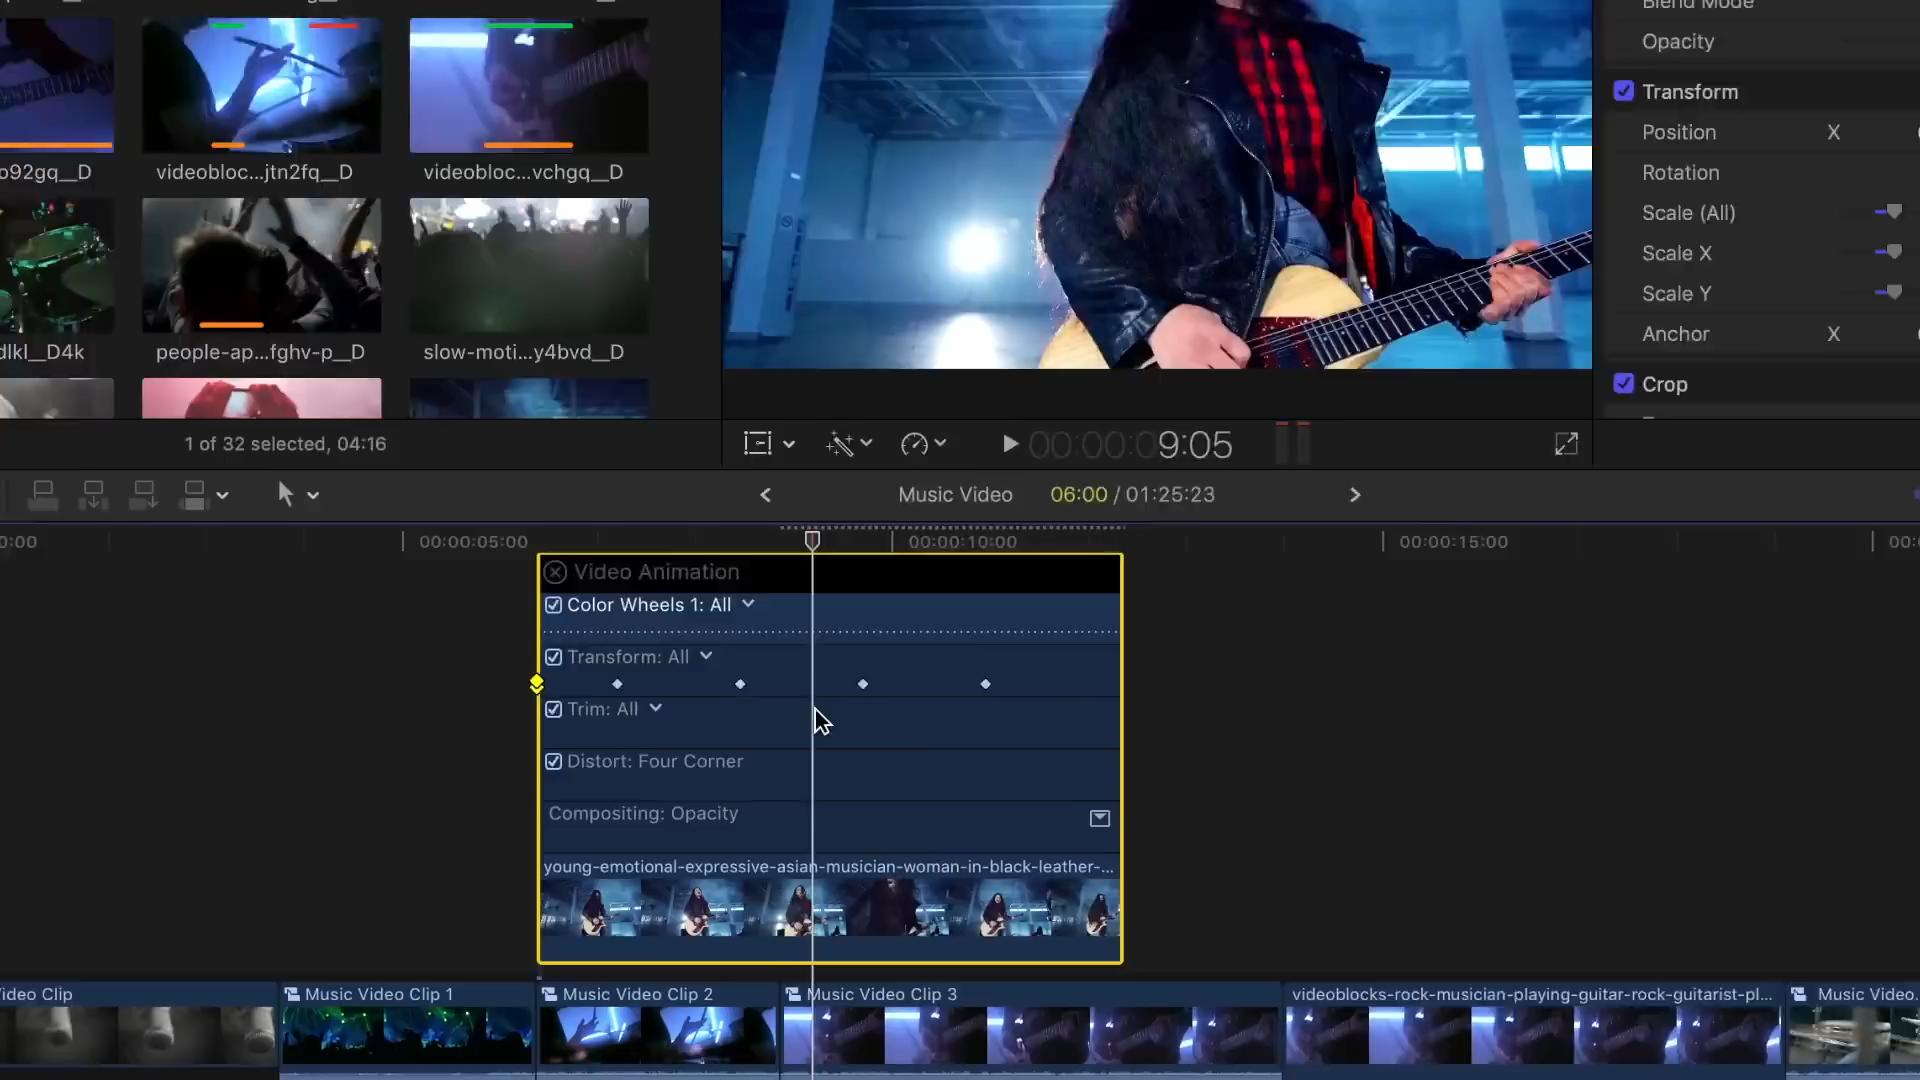 Blend Mode
Opacity
Transform
Position X
Rotation
Scale (All)
Scale X
Scale Y
Anchor X
Crop
o92gq__D
videobloc...jtn2fq__D
videobloc...vchgq__D
dlkl__D4k
people-ap...fghv-p__D
slow-moti...y4bvd__D
1 of 32 selected, 04:16
00:00:09:05
Music Video
06:00 / 01:25:23
0:00
00:00:05:00
00:00:10:00
00:00:15:00
00:
Video Animation
Color Wheels 1: All
Transform: All
Trim: All
Distort: Four Corner
Compositing: Opacity
young-emotional-expressive-asian-musician-woman-in-black-leather-...
ideo Clip
Music Video Clip 1
Music Video Clip 2
Music Video Clip 3
videoblocks-rock-musician-playing-guitar-rock-guitarist-pl...
Music Video.